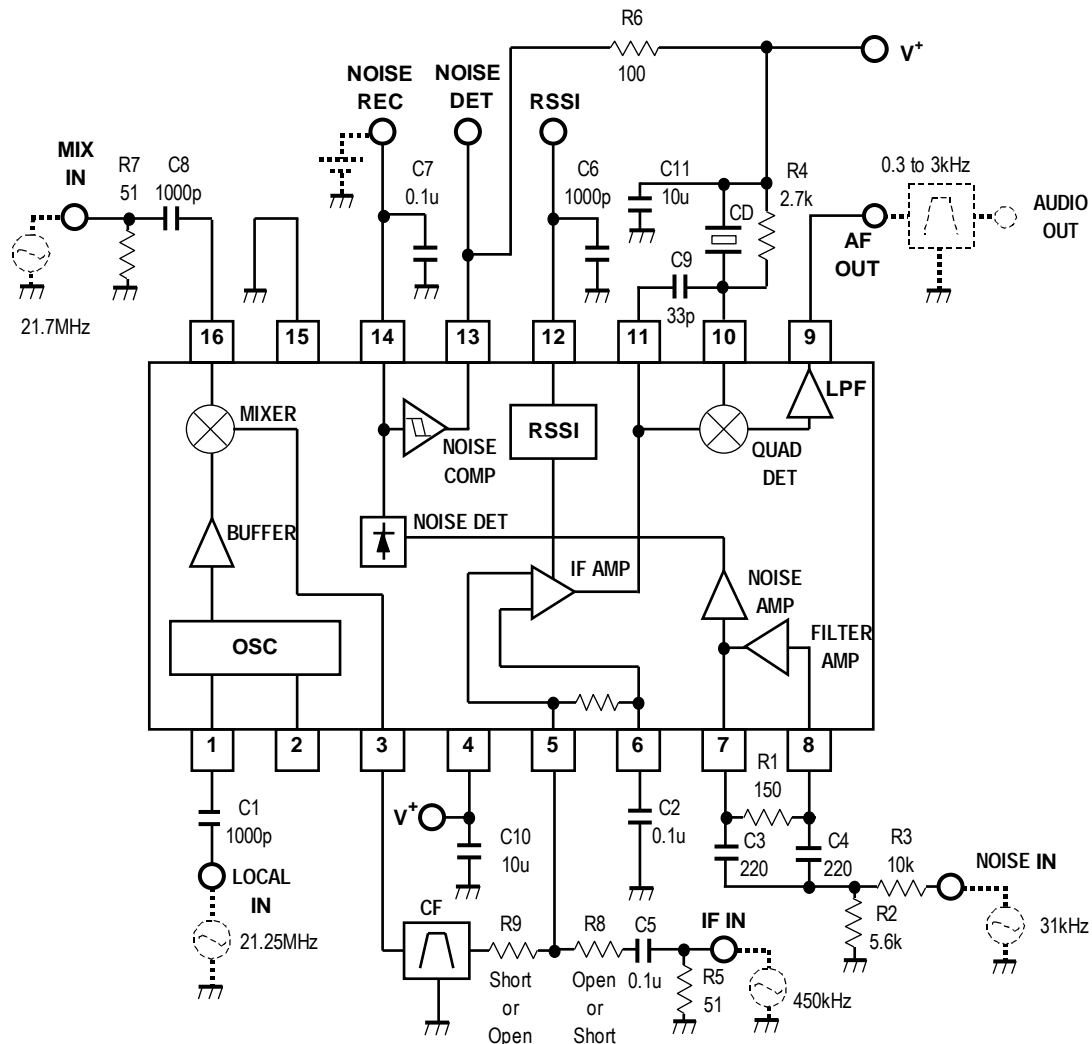 R6
100
V+
NOISE
REC
NOISE
DET
RSSI
MIX
IN
R7
51
C8
1000p
C7
0.1u
C6
1000p
C11
10u
CD
R4
2.7k
C9
33p
0.3 to 3kHz
AF
OUT
AUDIO
OUT
21.7MHz
16
15
14
13
12
11
10
9
MIXER
NOISE
COMP
RSSI
QUAD
DET
LPF
BUFFER
NOISE DET
IF AMP
NOISE
AMP
FILTER
AMP
OSC
1
2
3
4
5
6
7
8
C1
1000p
LOCAL
IN
21.25MHz
V+
C10
10u
C2
0.1u
R1
150
C3
220
C4
220
R3
10k
NOISE IN
R2
5.6k
31kHz
CF
R9
Short
or
Open
R8
Open
or
Short
C5
0.1u
IF IN
R5
51
450kHz